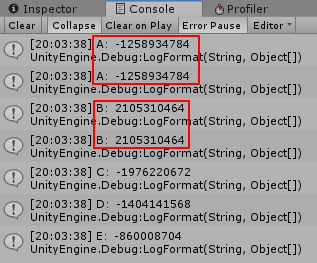 Inspector Console Profiler
Clear Collapse Clear on Play Error Pause Editor
[20:03:38] A: -1258934784
UnityEngine.Debug:LogFormat(String, Object[])
[20:03:38] A: -1258934784
UnityEngine.Debug:LogFormat(String, Object[])
[20:03:38] B: 2105310464
UnityEngine.Debug:LogFormat(String, Object[])
[20:03:38] B: 2105310464
UnityEngine.Debug:LogFormat(String, Object[])
[20:03:38] C: -1976220672
UnityEngine.Debug:LogFormat(String, Object[])
[20:03:38] D: -1404141568
UnityEngine.Debug:LogFormat(String, Object[])
[20:03:38] E: -860008704
UnityEngine.Debug:LogFormat(String, Object[])